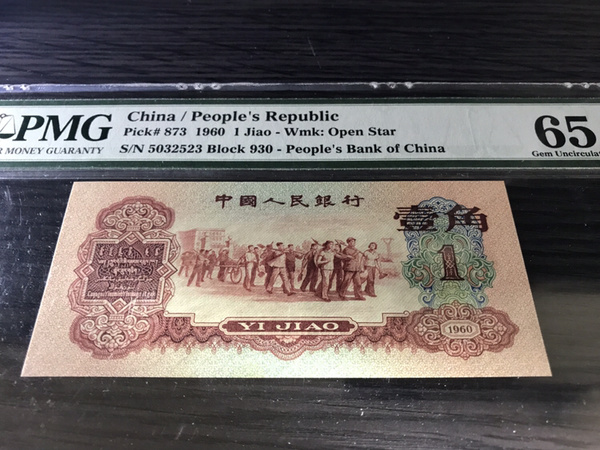 PMG
China / People's Republic
Pick# 873 1960 1 Jiao - Wmk: Open Star
S/N 5032523 Block 930 - People's Bank of China
R MONEY GUARANTY
65
Gem Uncircula
中國人民銀行
壹角
1
YI JIAO
1960